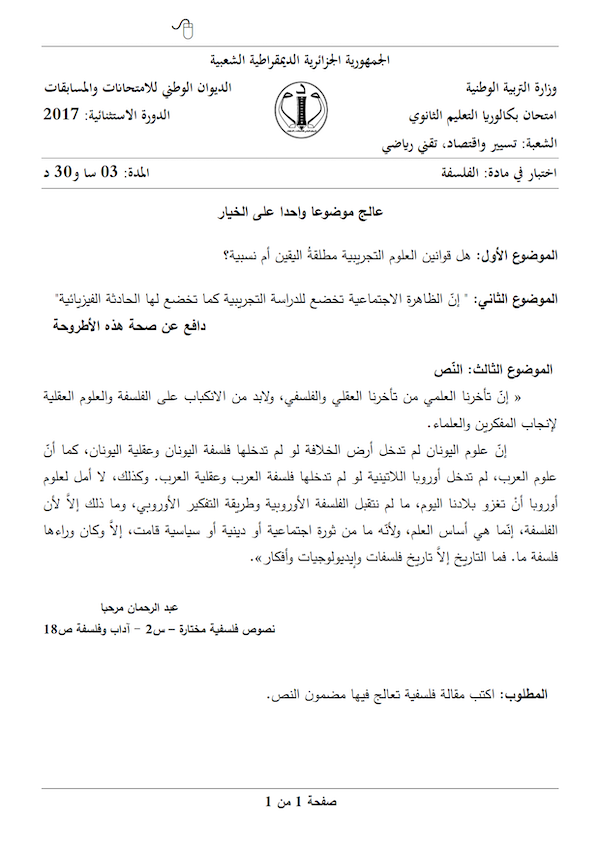 الجمهورية الجزائرية الديمقراطية الشعبية
وزارة التربية الوطنية
الديوان الوطني للامتحانات والمسابقات
امتحان بكالوريا التعليم الثانوي
الدورة الاستثنائية: 2017
الشعبة: تسيير واقتصاد، تقني رياضي
اختبار في مادة: الفلسفة
المدة: 03 سا و30 د
عالج موضوعا واحدا على الخيار
الموضوع الأول: هل قوانين العلوم التجريبية مطلقةُ اليقين أم نسبية؟
الموضوع الثاني: " إنّ الظاهرة الاجتماعية تخضع للدراسة التجريبية كما تخضع لها الحادثة الفيزيائية"
دافع عن صحة هذه الأطروحة
الموضوع الثالث: النّص
« إنّ تأخرنا العلمي من تأخرنا العقلي والفلسفي، ولابد من الانكباب على الفلسفة والعلوم العقلية
لإنجاب المفكرين والعلماء.
إنّ علوم اليونان لم تدخل أرض الخلافة لو لم تدخلها فلسفة اليونان وعقلية اليونان، كما أنّ
علوم العرب، لم تدخل أوروبا اللاتينية لو لم تدخلها فلسفة العرب وعقلية العرب. وكذلك، لا أمل لعلوم
أوروبا أنْ تغزو بلادنا اليوم، ما لم نتقبل الفلسفة الأوروبية وطريقة التفكير الأوروبي، وما ذلك إلاَّ لأن
الفلسفة، إنّما هي أساس العلم، ولأنّه ما من ثورة اجتماعية أو دينية أو سياسية قامت، إلاَّ وكان وراءها
فلسفة ما. فما التاريخ إلاَّ تاريخ فلسفات وإيديولوجيات وأفكار».
عبد الرحمان مرحبا
نصوص فلسفية مختارة – س2 – آداب وفلسفة ص18
المطلوب: اكتب مقالة فلسفية تعالج فيها مضمون النص.
صفحة 1 من 1